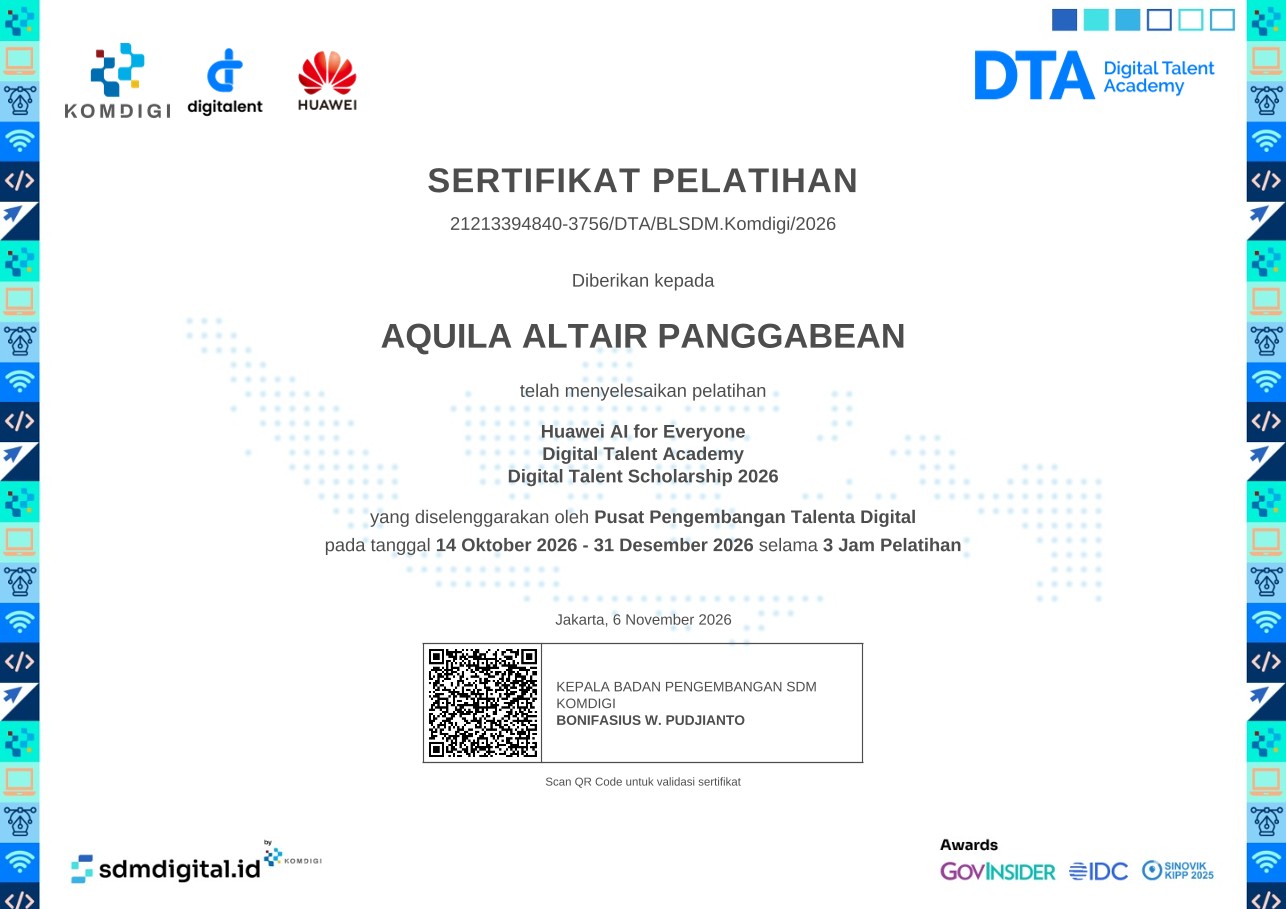 KOMDIGI
digitalent
HUAWEI
DTA Digital Talent
Academy
SERTIFIKAT PELATIHAN
21213394840-3756/DTA/BLSDM.Komdigi/2026
Diberikan kepada
AQUILA ALTAIR PANGGABEAN
telah menyelesaikan pelatihan
Huawei AI for Everyone
Digital Talent Academy
Digital Talent Scholarship 2026
yang diselenggarakan oleh Pusat Pengembangan Talenta Digital
pada tanggal 14 Oktober 2026 - 31 Desember 2026 selama 3 Jam Pelatihan
Jakarta, 6 November 2026
KEPALA BADAN PENGEMBANGAN SDM
KOMDIGI
BONIFASIUS W. PUDJIANTO
Scan QR Code untuk validasi sertifikat
sdmdigital.id
by
KOMDIGI
Awards
GOVINSIDER
IDC
SINOVIK
KIPP 2025